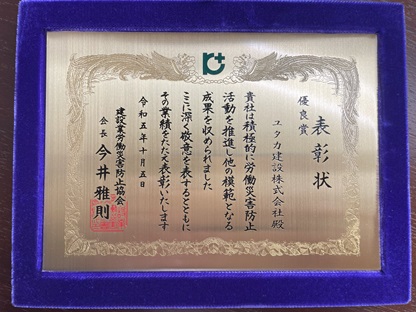 表彰状
優良賞
ユタカ建設株式会社殿
貴社は積極的に労働災害防止
活動を推進し他の模範となる
成果を収められました
ここに深く敬意を表するとともに
その業績をたたえ表彰いたします
令和五年十月五日
建設業労働災害防止協会
会長 今井雅則